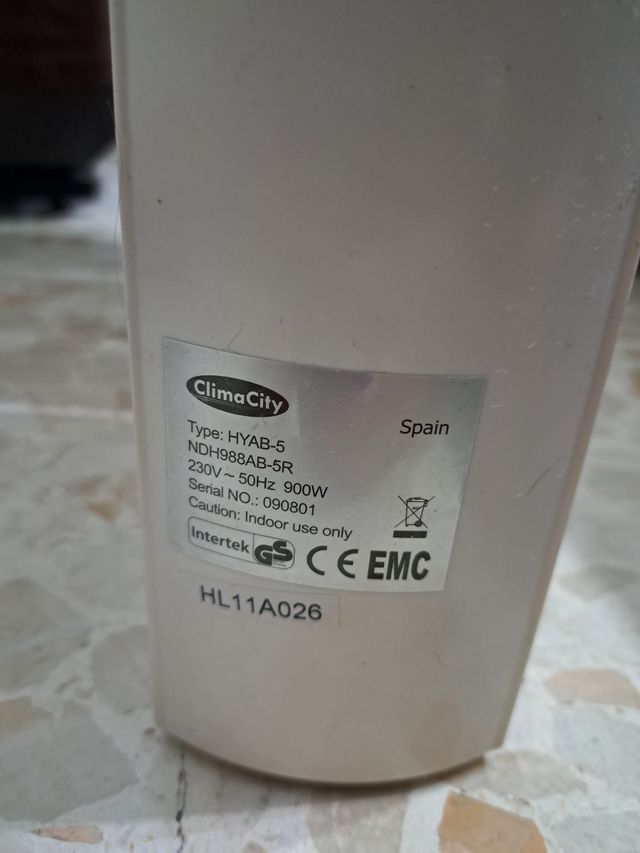 ClimaCity
Spain
Type: HYAB-5
NDH988AB-5R
230V ~ 50Hz 900W
Serial NO.: 090801
Caution: Indoor use only
Intertek GS CE EMC
HL11A026